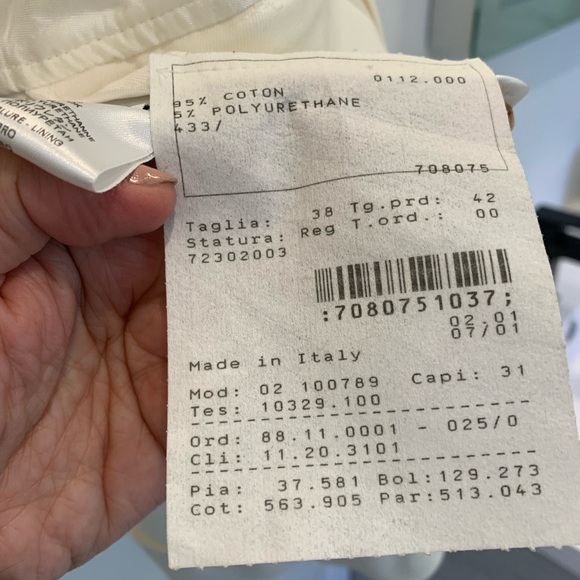 0112.000
95% COTON
5% POLYURETHANE
433/
708075
Taglia: 38 Tg.prd: 42
Statura: Reg T.ord.: 00
72302003
:7080751037;
02.01
07/01
Made in Italy
Mod: 02 100789 Capi: 31
Tes: 10329.100
Ord: 88.11.0001 - 025/0
Cli: 11.20.3101
Pia: 37.581 Bol:129.273
Cot: 563.905 Par:513.043
LINING